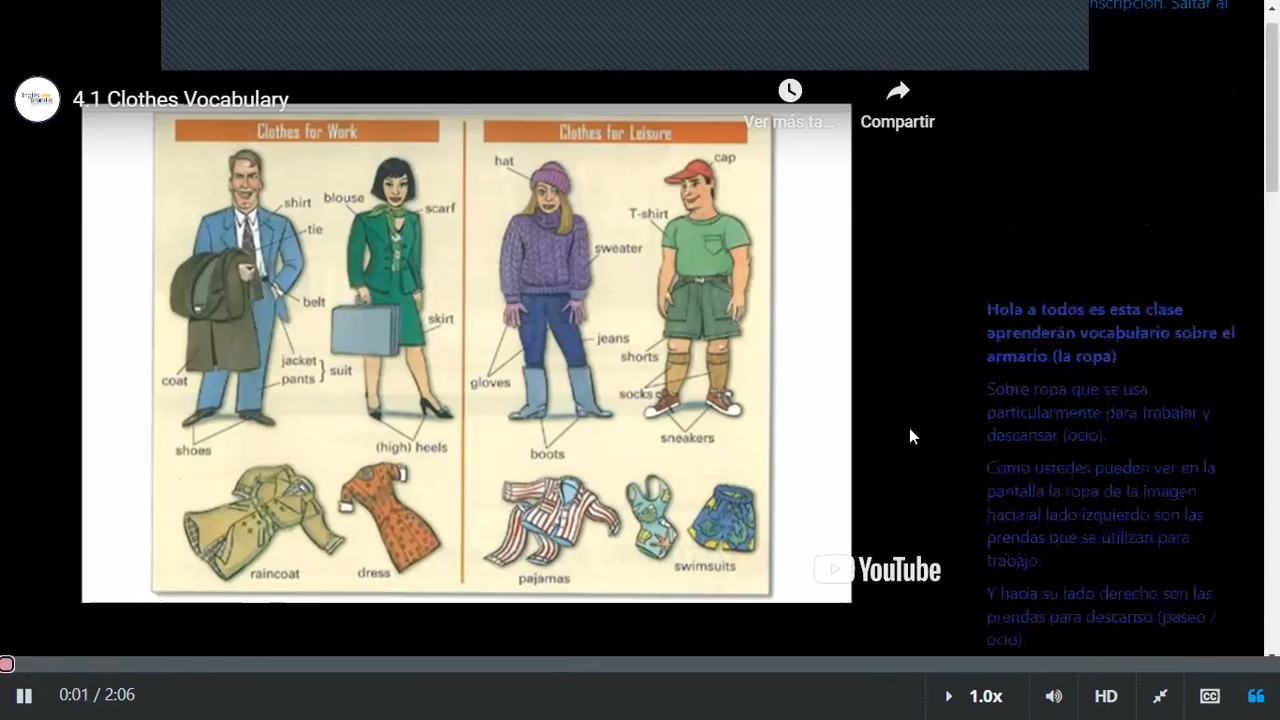 nscripción. Saltar al
4.1 Clothes Vocabulary
Ver más ta...
Compartir
Clothes for Work
shirt
blouse
scarf
tie
belt
skirt
jacket
pants
suit
coat
shoes
(high) heels
raincoat
dress
Clothes for Leisure
hat
cap
T-shirt
sweater
jeans
shorts
gloves
socks
sneakers
boots
pajamas
swimsuits
YouTube
Hola a todos es esta clase
aprenderán vocabulario sobre el
armario (la ropa)
Sobre ropa que se usa
particularmente para trabajar y
descansar (ocio).
Como ustedes pueden ver en la
pantalla la ropa de la imagen
hacia al lado izquierdo son las
prendas que se utilizan para
trabajo.
Y hacia su lado derecho son las
prendas para descanso (paseo /
ocio).
0:01 / 2:06
1.0x
HD
CC